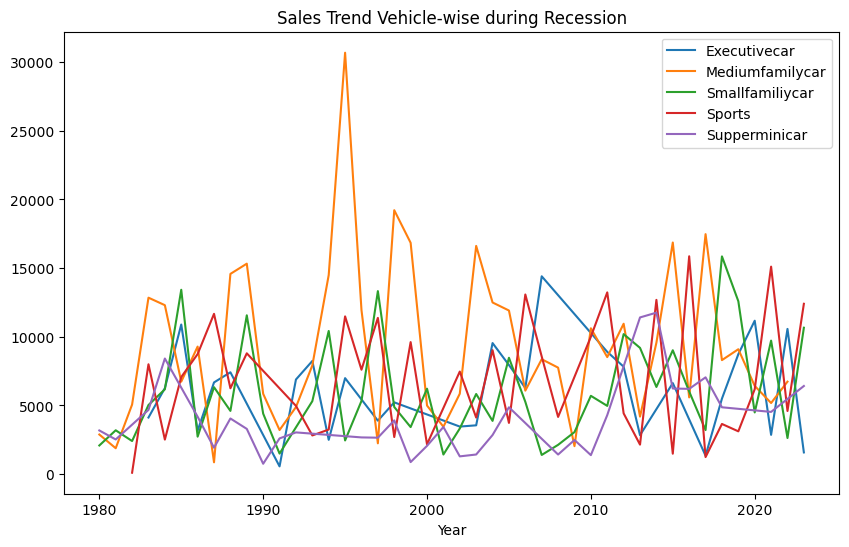 Sales Trend Vehicle-wise during Recession
Executivecar
Mediumfamilycar
Smallfamiliycar
Sports
Supperminicar
30000
25000
20000
15000
10000
5000
0
1980
1990
2000
2010
2020
Year